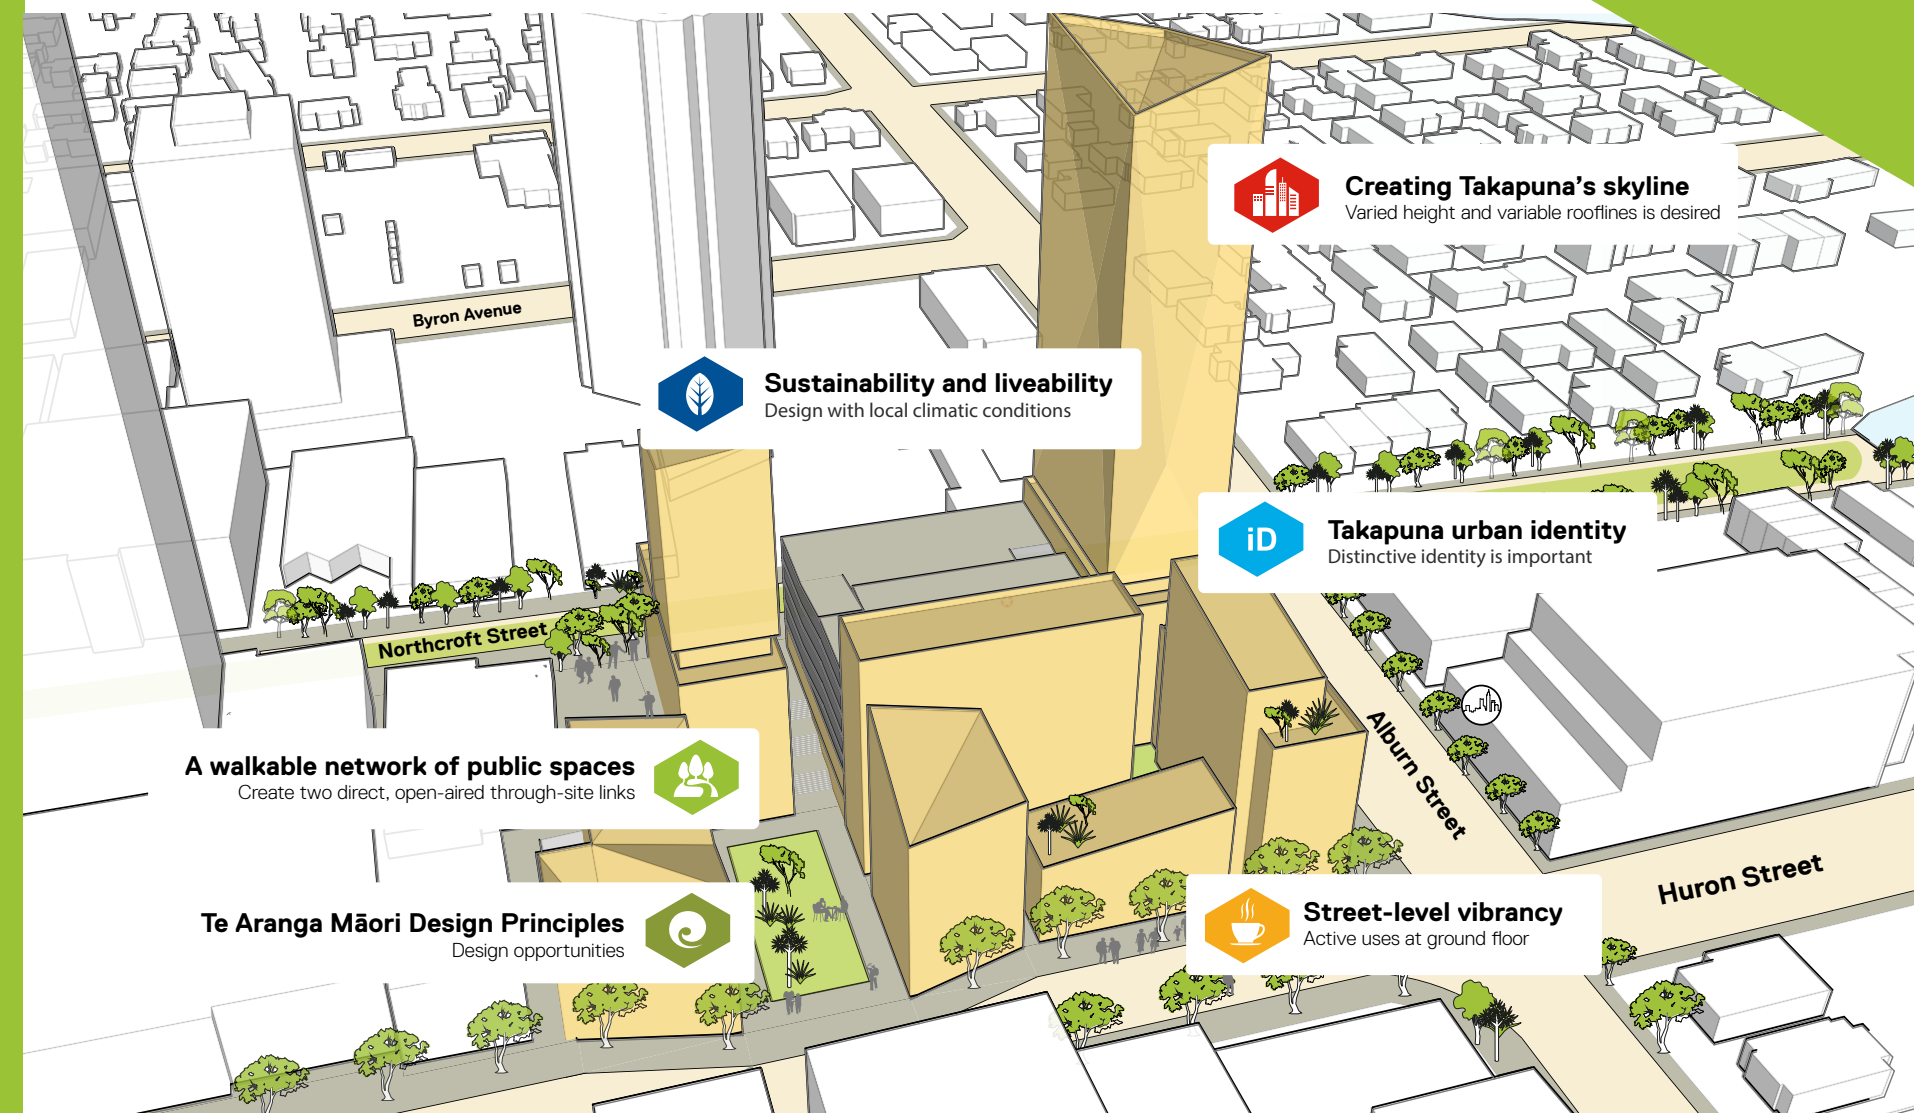 Creating Takapuna's skyline
Varied height and variable rooflines is desired
Byron Avenue
Sustainability and liveability
Design with local climatic conditions
iD
Takapuna urban identity
Distinctive identity is important
Northcroft Street
Alburn Street
A walkable network of public spaces
Create two direct, open-aired through-site links
Huron Street
Te Aranga Māori Design Principles
Design opportunities
Street-level vibrancy
Active uses at ground floor